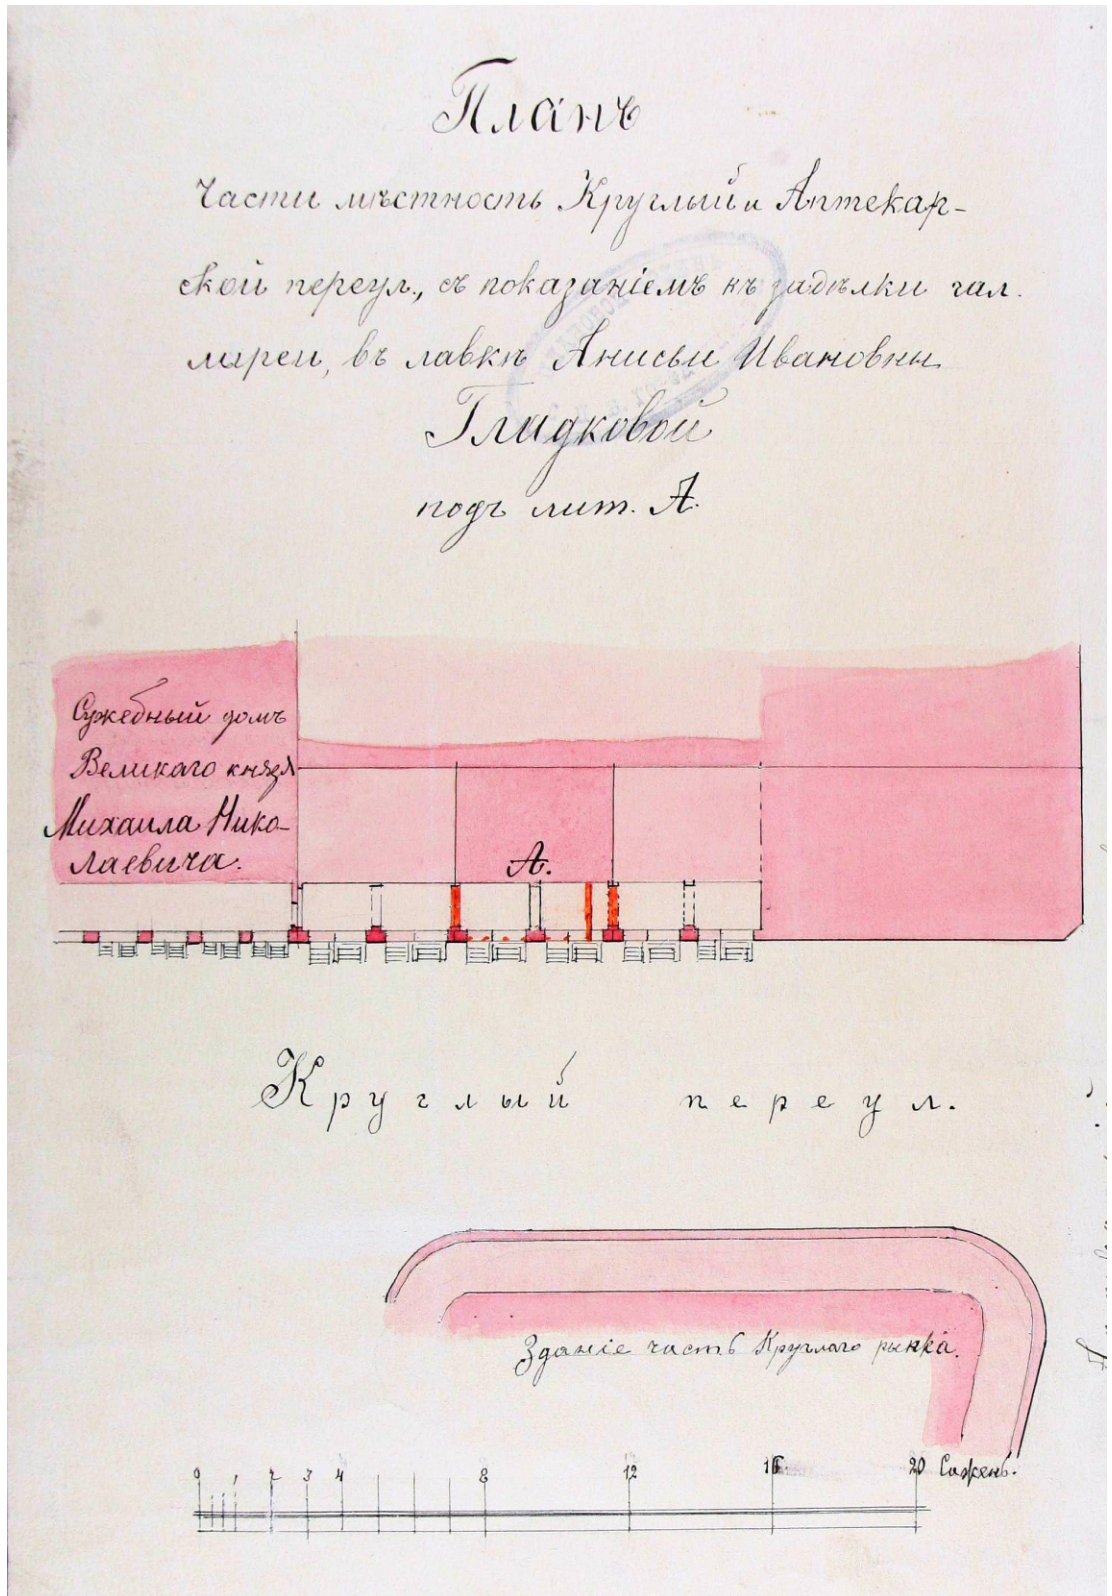 Планъ
Части мѣстность Круглый и Аптекар-
ской переул., съ показаніемъ къ задѣлки гал.
лереи, въ лавкѣ Анисьи Ивановны
Гладковой
подъ лит. А.
Сужебный домъ
Великаго князя
Михаила Нико-
лаевича.
А.
Круглый переул.
Зданіе часть Круглаго рынка.
0 1 2 3 4 8 12 16 20 Сажень.